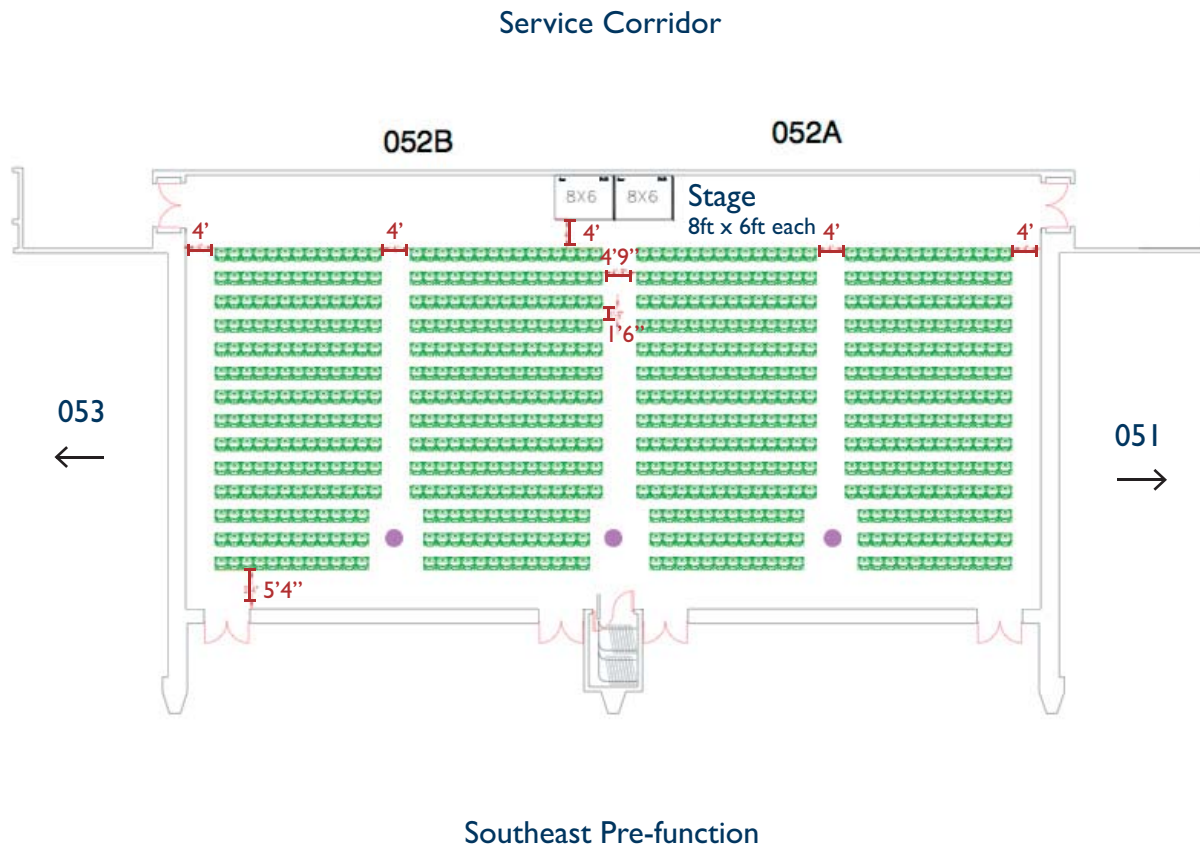 Service Corridor
052B
052A
8X6
8X6
Stage
8ft x 6ft each
4’
4’
4’
4’
4’
4’9”
1’6”
053
051
5’4”
Southeast Pre-function